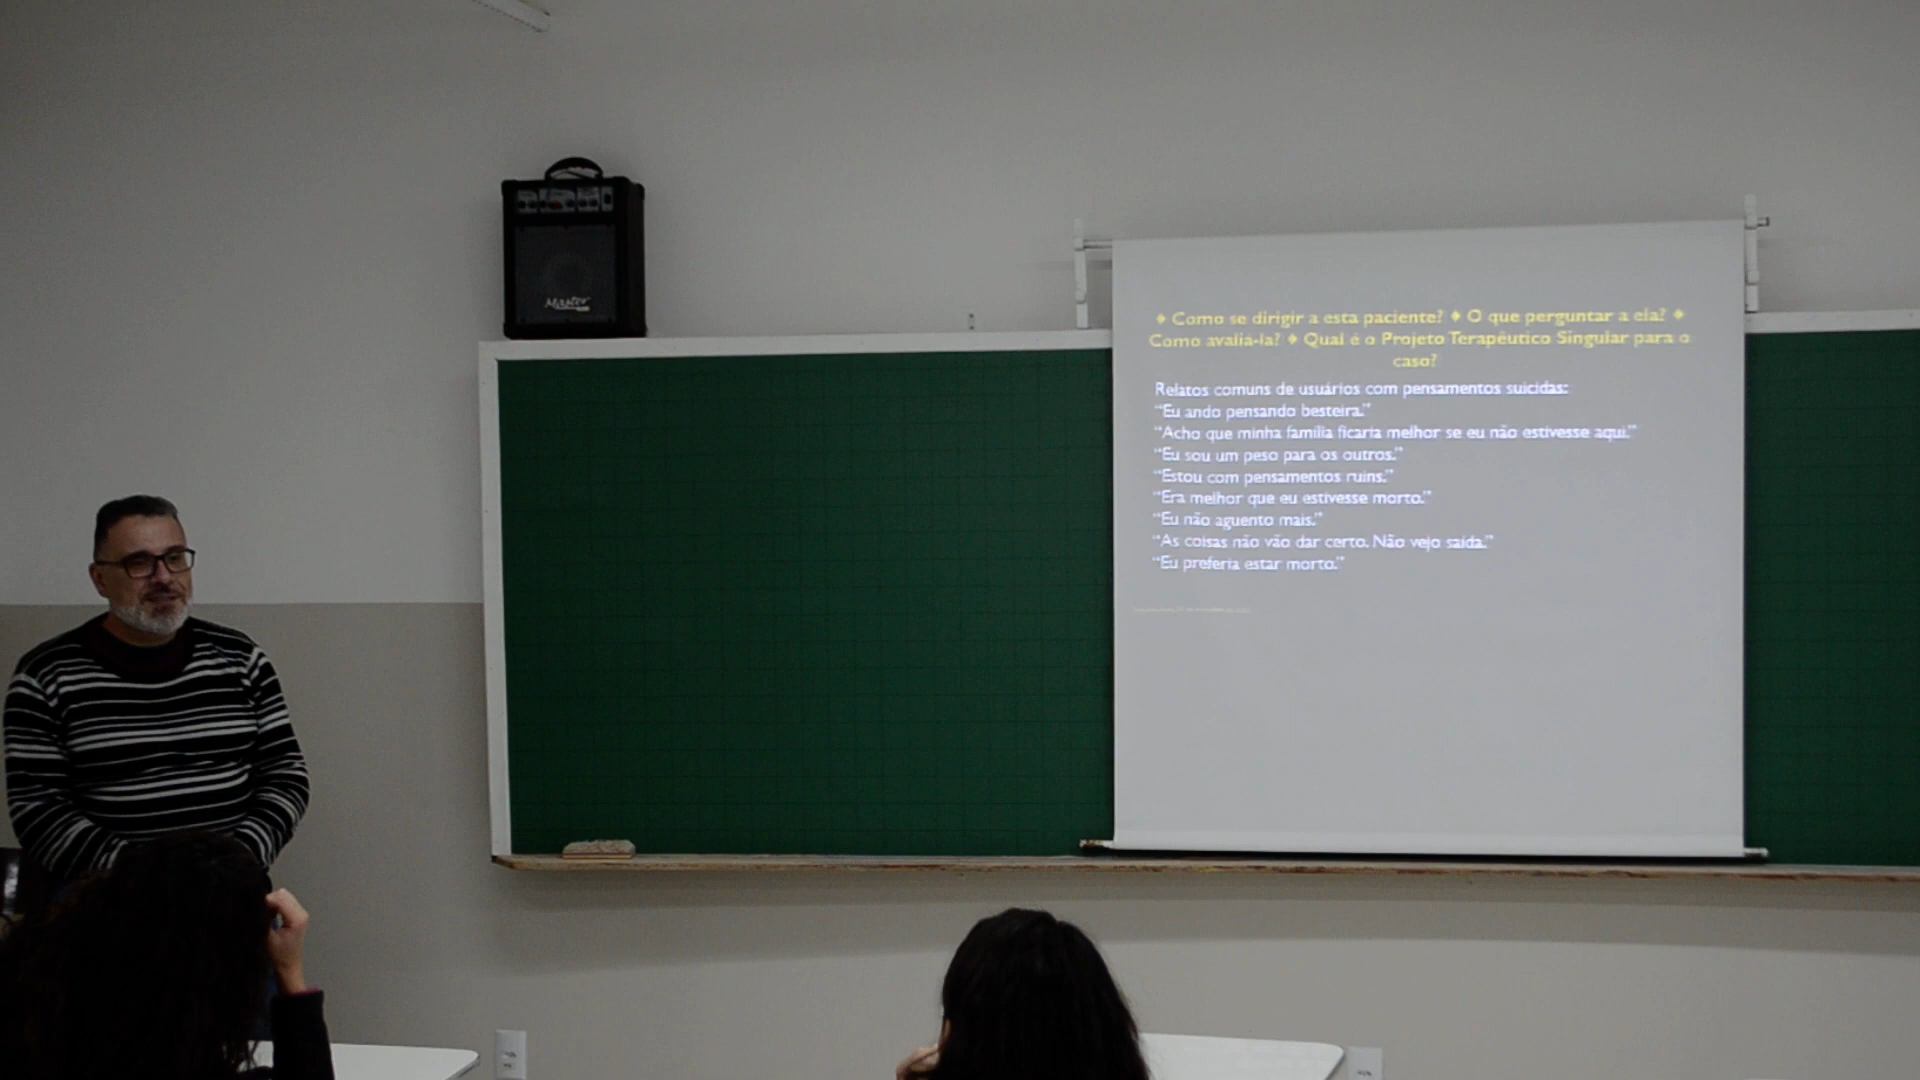 Master
♦ Como se dirigir a esta paciente? ♦ O que perguntar a ela? ♦
Como avalia-la? ♦ Qual é o Projeto Terapêutico Singular para o
caso?
Relatos comuns de usuários com pensamentos suicidas:
“Eu ando pensando besteira.”
“Acho que minha família ficaria melhor se eu não estivesse aqui.”
“Eu sou um peso para os outros.”
“Estou com pensamentos ruins.”
“Era melhor que eu estivesse morto.”
“Eu não aguento mais.”
“As coisas não vão dar certo. Não vejo saída.”
“Eu preferia estar morto.”